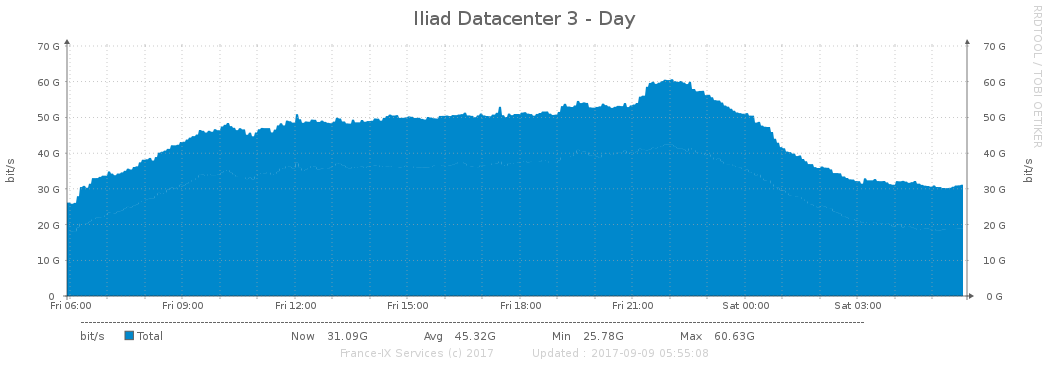 Iliad Datacenter 3 - Day
RRDTOOL / TOBI OETIKER
70 G 70 G
60 G 60 G
50 G 50 G
40 G 40 G
30 G 30 G
20 G 20 G
10 G 10 G
0 0 G
bit/s bit/s
Fri 06:00 Fri 09:00 Fri 12:00 Fri 15:00 Fri 18:00 Fri 21:00 Sat 00:00 Sat 03:00
bit/s Total Now 31.09G Avg 45.32G Min 25.78G Max 60.63G
France-IX Services (c) 2017 Updated : 2017-09-09 05:55:08